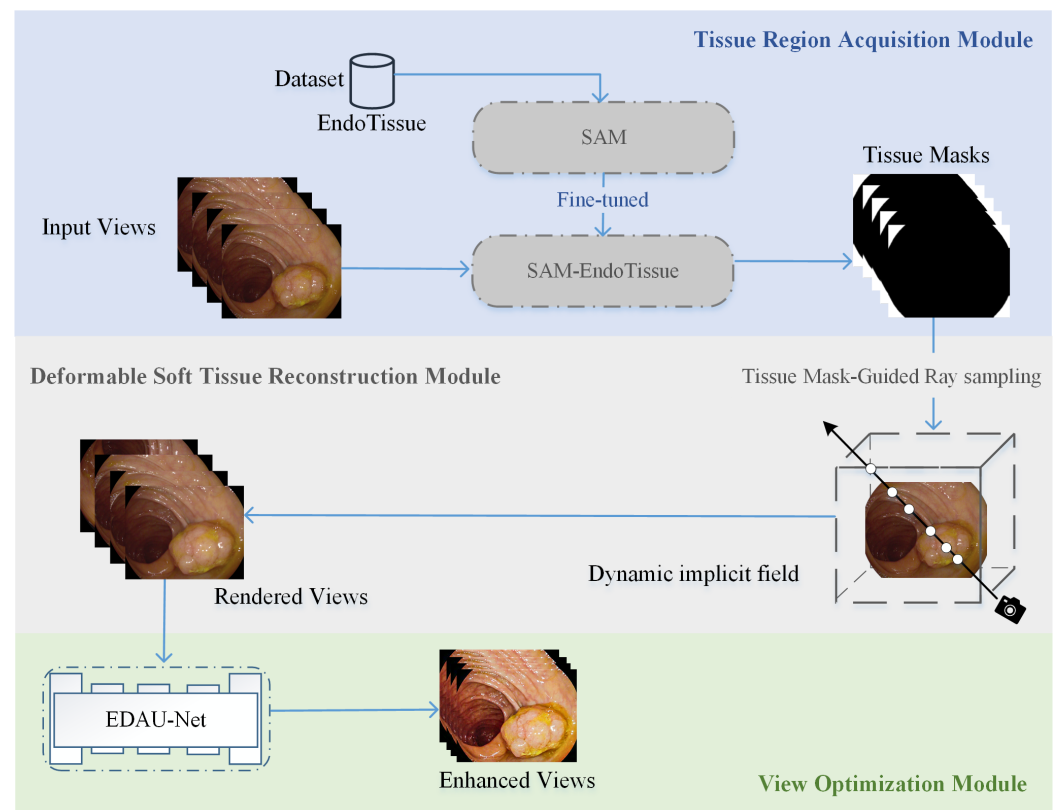 Tissue Region Acquisition Module
Dataset
EndoTissue
SAM
Tissue Masks
Fine-tuned
Input Views
SAM-EndoTissue
Deformable Soft Tissue Reconstruction Module
Tissue Mask-Guided Ray sampling
Dynamic implicit field
Rendered Views
EDAU-Net
Enhanced Views
View Optimization Module